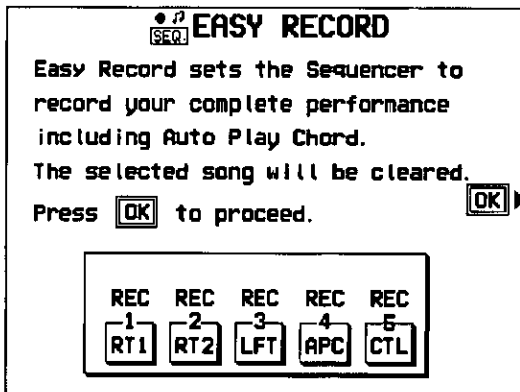 SEQ. EASY RECORD
Easy Record sets the Sequencer to
record your complete performance
including Auto Play Chord.
The selected song will be cleared.
Press OK to proceed.
OK
REC REC REC REC REC
1 2 3 4 5
RT1 RT2 LFT APC CTL